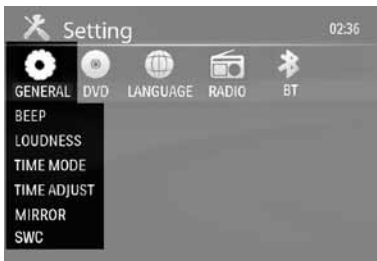 Setting 02:36
GENERAL DVD LANGUAGE RADIO BT
BEEP
LOUDNESS
TIME MODE
TIME ADJUST
MIRROR
SWC